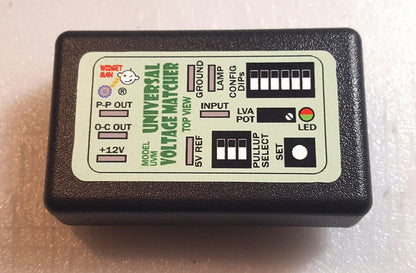 WIDGET
MAN
®
P-P OUT
O-C OUT
+12V
MODEL
UVM
UNIVERSAL
VOLTAGE MATCHER
TOP VIEW
GROUND
LAMP
CONFIG
DIPs
INPUT
LVA
POT
LED
5V REF
PULLUP
SELECT
SET